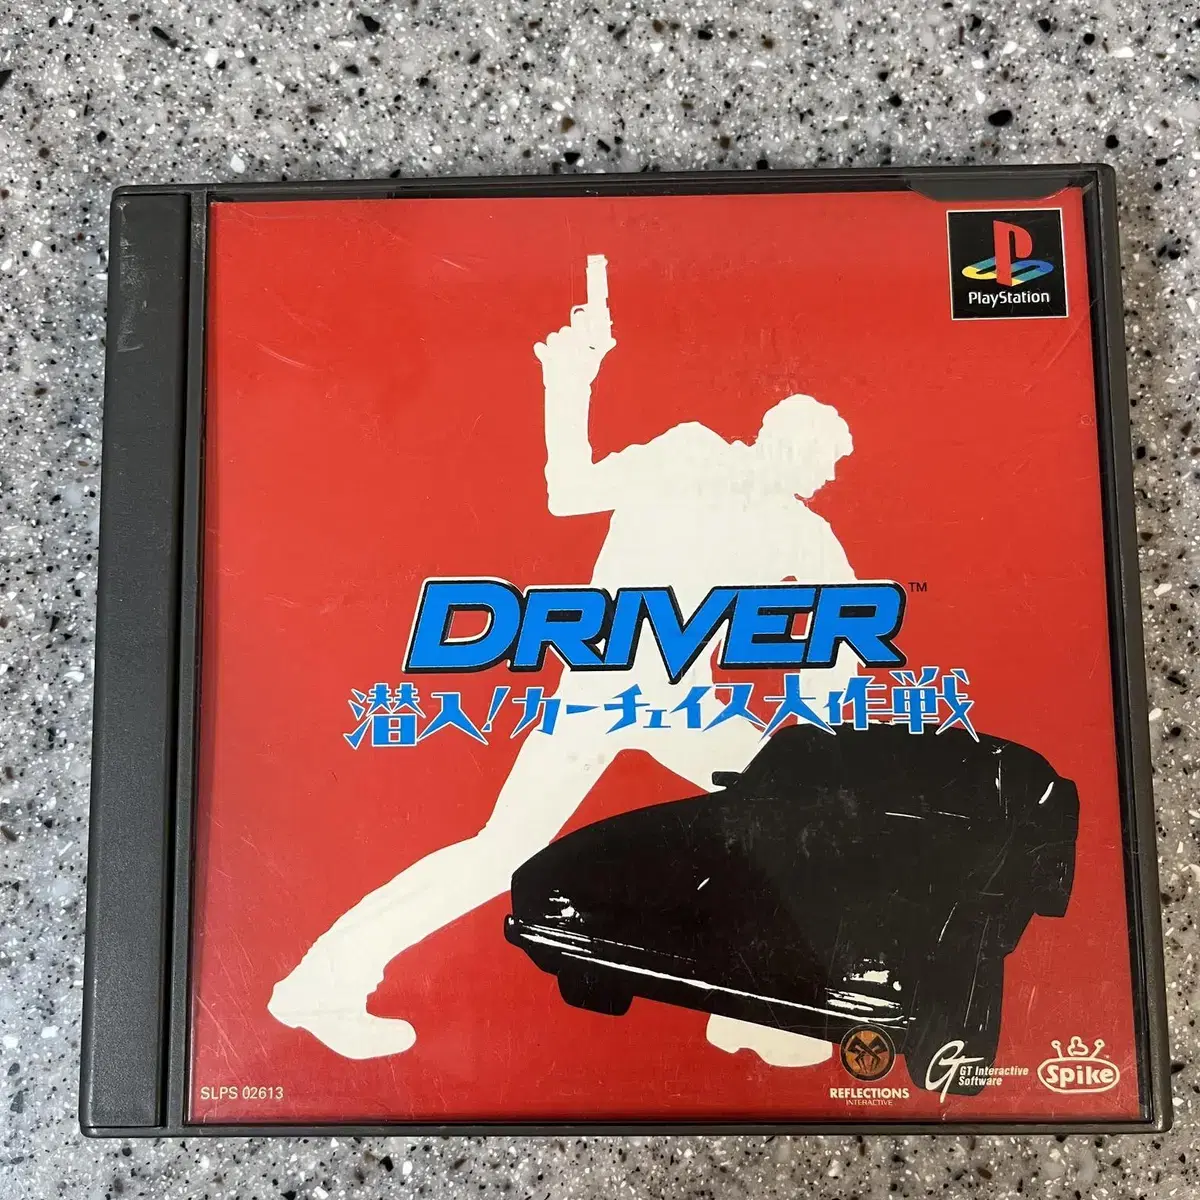 PlayStation
DRIVER™
潜入!カーチェイス大作戦
SLPS 02613
REFLECTIONS
INTERACTIVE
GT GT Interactive
Software
Spike